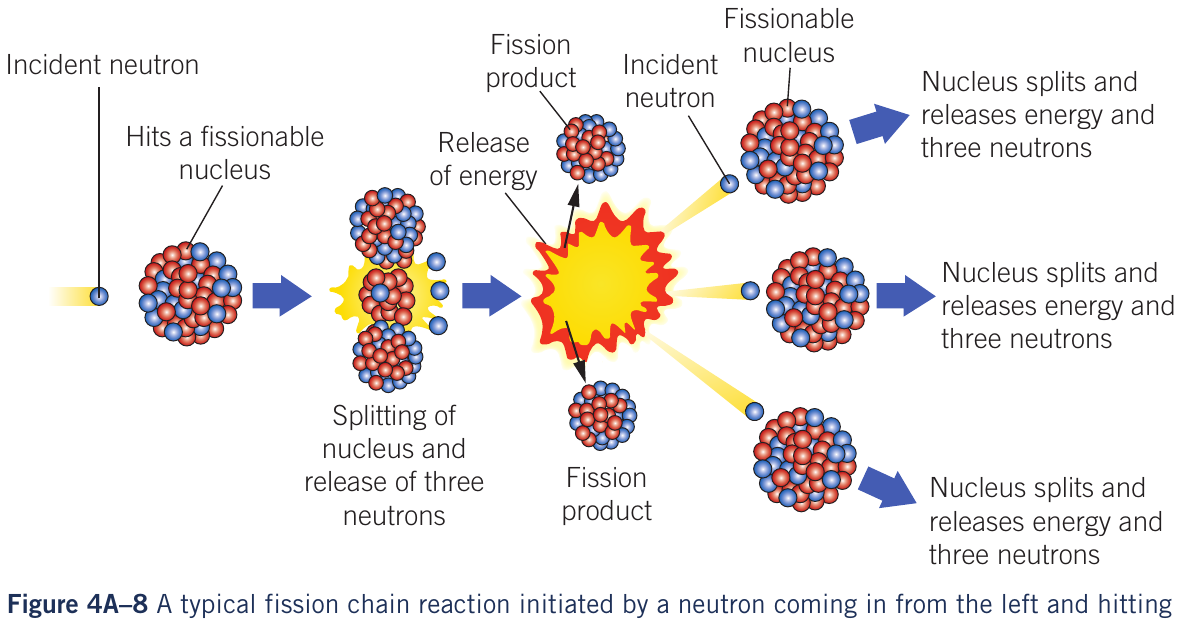 Incident neutron
Hits a fissionable
nucleus
Splitting of
nucleus and
release of three
neutrons
Release
of energy
Fission
product
Fission
product
Incident
neutron
Fissionable
nucleus
Nucleus splits and
releases energy and
three neutrons
Nucleus splits and
releases energy and
three neutrons
Nucleus splits and
releases energy and
three neutrons
Figure 4A–8 A typical fission chain reaction initiated by a neutron coming in from the left and hitting